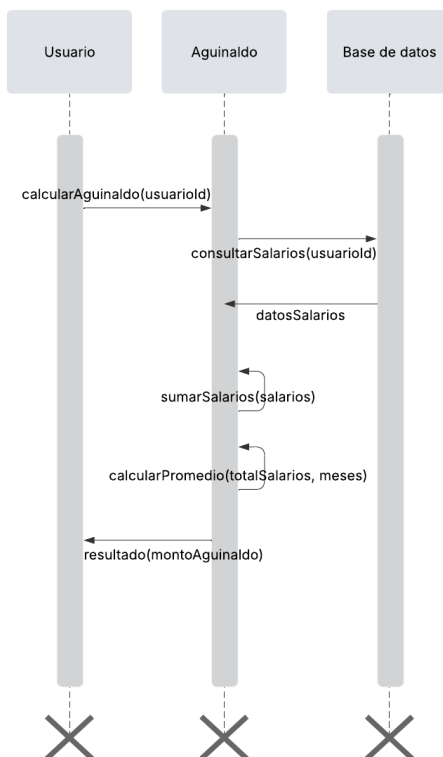 Usuario
Aguinaldo
Base de datos
calcularAguinaldo(usuarioId)
consultarSalarios(usuarioId)
datosSalarios
sumarSalarios(salarios)
calcularPromedio(totalSalarios, meses)
resultado(montoAguinaldo)